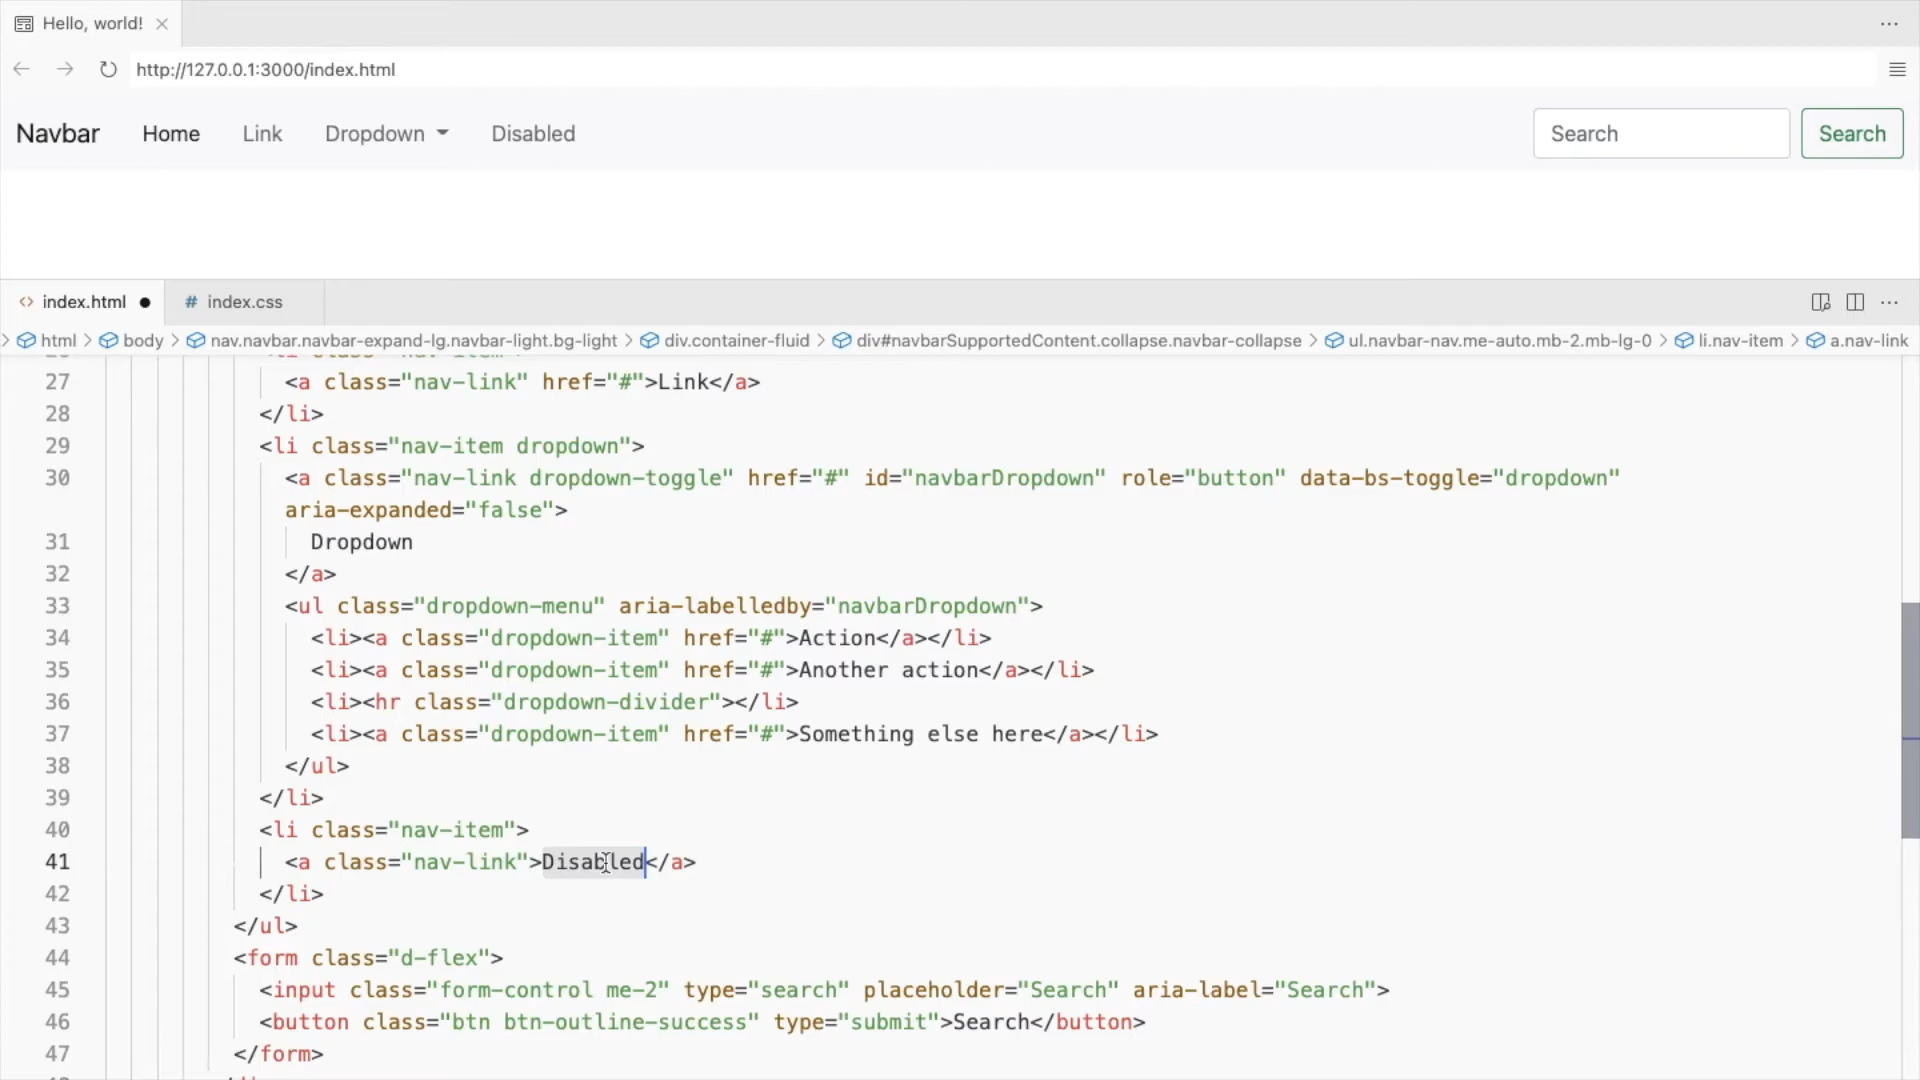 Hello, world!
http://127.0.0.1:3000/index.html
Navbar Home Link Dropdown Disabled Search Search
index.html index.css
html body nav.navbar.navbar-expand-lg.navbar-light.bg-light div.container-fluid div#navbarSupportedContent.collapse.navbar-collapse ul.navbar-nav.me-auto.mb-2.mb-lg-0 li.nav-item a.nav-link
27 <a class="nav-link" href="#">Link</a>
28 </li>
29 <li class="nav-item dropdown">
30 <a class="nav-link dropdown-toggle" href="#" id="navbarDropdown" role="button" data-bs-toggle="dropdown"
aria-expanded="false">
31 Dropdown
32 </a>
33 <ul class="dropdown-menu" aria-labelledby="navbarDropdown">
34 <li><a class="dropdown-item" href="#">Action</a></li>
35 <li><a class="dropdown-item" href="#">Another action</a></li>
36 <li><hr class="dropdown-divider"></li>
37 <li><a class="dropdown-item" href="#">Something else here</a></li>
38 </ul>
39 </li>
40 <li class="nav-item">
41 <a class="nav-link">Disabled</a>
42 </li>
43 </ul>
44 <form class="d-flex">
45 <input class="form-control me-2" type="search" placeholder="Search" aria-label="Search">
46 <button class="btn btn-outline-success" type="submit">Search</button>
47 </form>